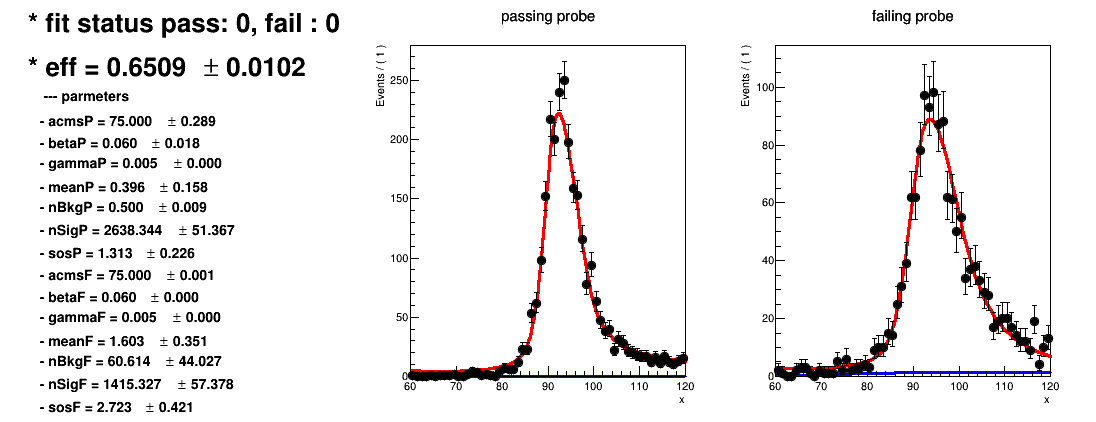 * fit status pass: 0, fail : 0
* eff = 0.6509 ± 0.0102
--- parmeters
- acmsP = 75.000 ± 0.289
- betaP = 0.060 ± 0.018
- gammaP = 0.005 ± 0.000
- meanP = 0.396 ± 0.158
- nBkgP = 0.500 ± 0.009
- nSigP = 2638.344 ± 51.367
- sosP = 1.313 ± 0.226
- acmsF = 75.000 ± 0.001
- betaF = 0.060 ± 0.000
- gammaF = 0.005 ± 0.000
- meanF = 1.603 ± 0.351
- nBkgF = 60.614 ± 44.027
- nSigF = 1415.327 ± 57.378
- sosF = 2.723 ± 0.421
passing probe
Events / ( 1 )
250
200
150
100
50
0
60 70 80 90 100 110 120
x
failing probe
Events / ( 1 )
100
80
60
40
20
0
60 70 80 90 100 110 120
x